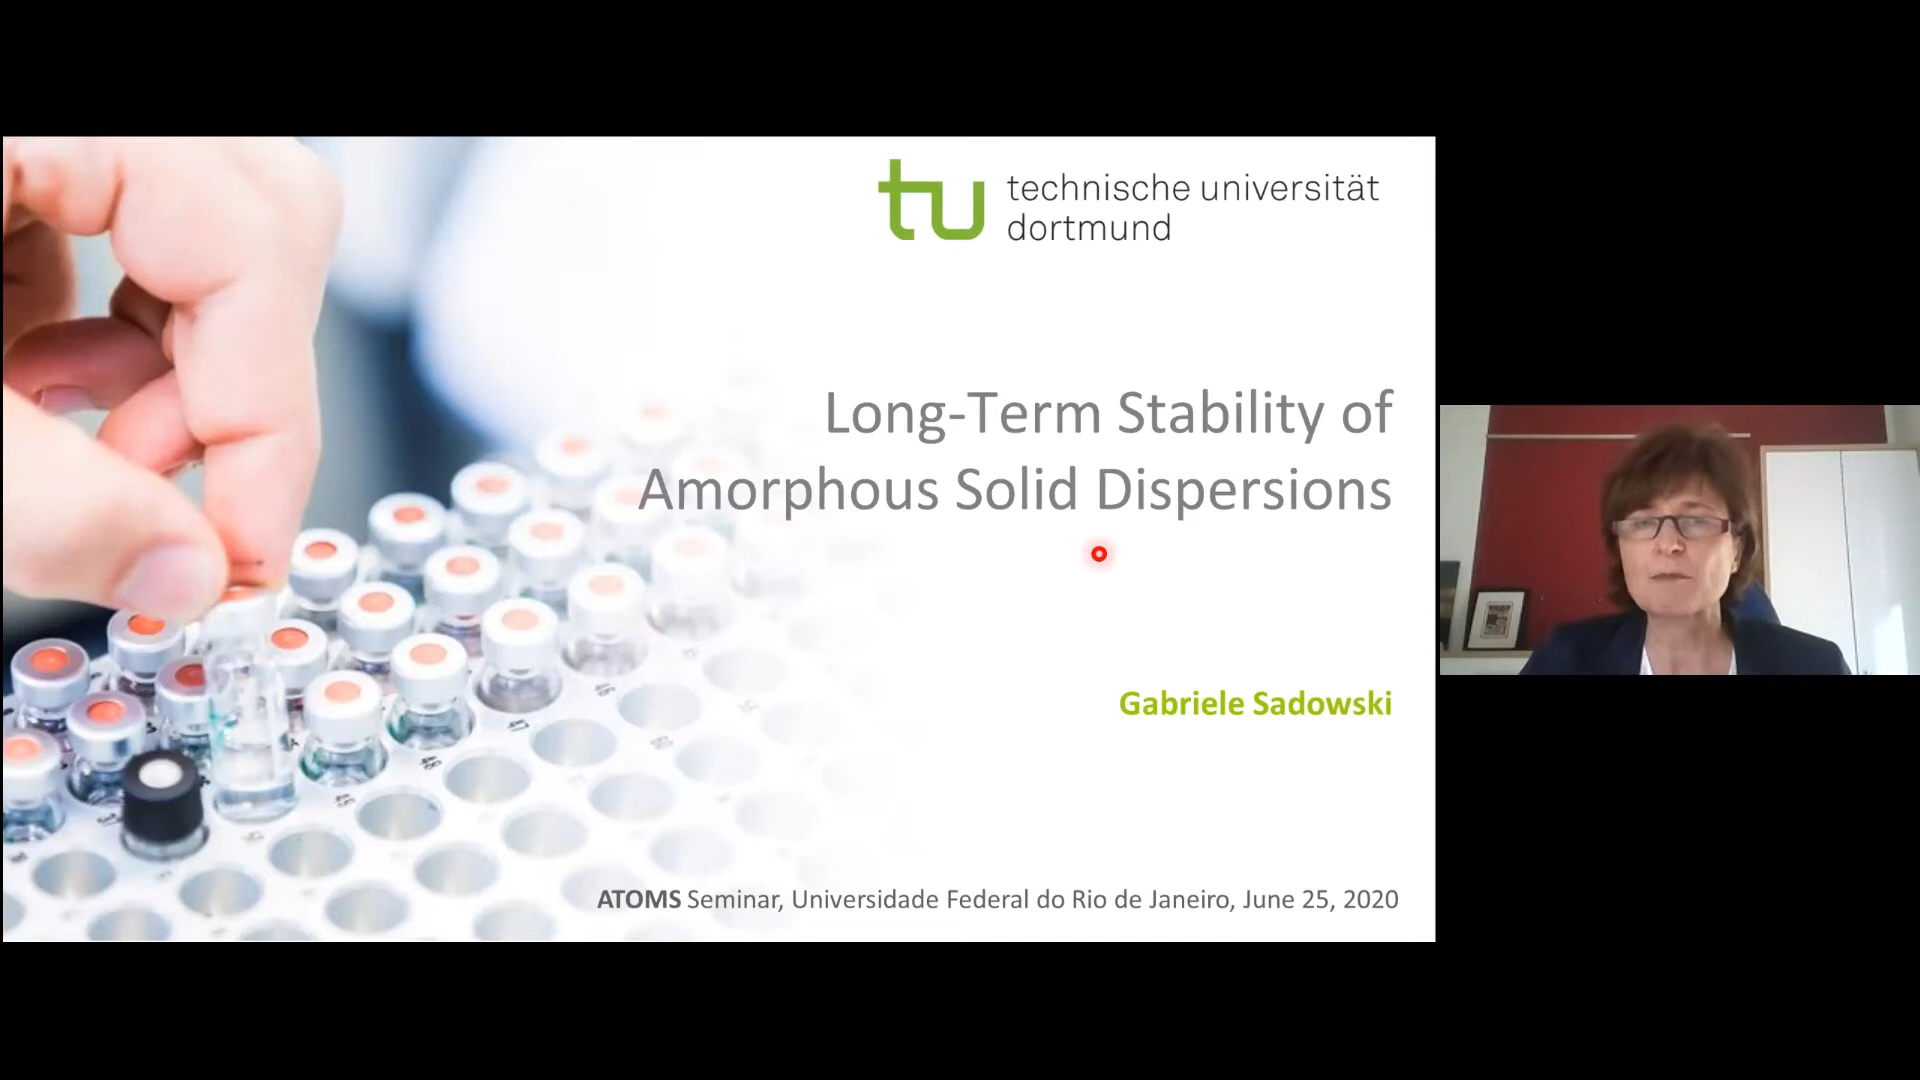 tu technische universität
dortmund
Long-Term Stability of
Amorphous Solid Dispersions
Gabriele Sadowski
ATOMS Seminar, Universidade Federal do Rio de Janeiro, June 25, 2020